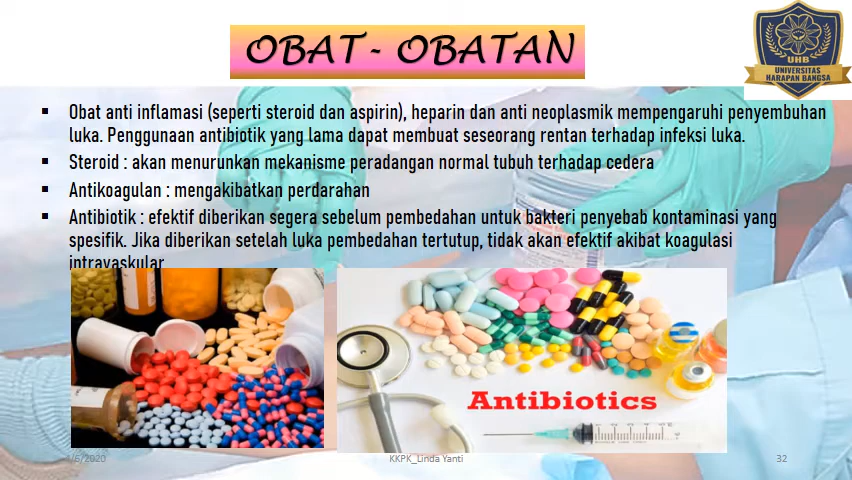 OBAT - OBATAN
UHB
UNIVERSITAS
HARAPAN BANGSA
▪ Obat anti inflamasi (seperti steroid dan aspirin), heparin dan anti neoplasmik mempengaruhi penyembuhan
luka. Penggunaan antibiotik yang lama dapat membuat seseorang rentan terhadap infeksi luka.
▪ Steroid : akan menurunkan mekanisme peradangan normal tubuh terhadap cedera
▪ Antikoagulan : mengakibatkan perdarahan
▪ Antibiotik : efektif diberikan segera sebelum pembedahan untuk bakteri penyebab kontaminasi yang
spesifik. Jika diberikan setelah luka pembedahan tertutup, tidak akan efektif akibat koagulasi
intravaskular
Antibiotics
KKPK_Linda Yanti
32